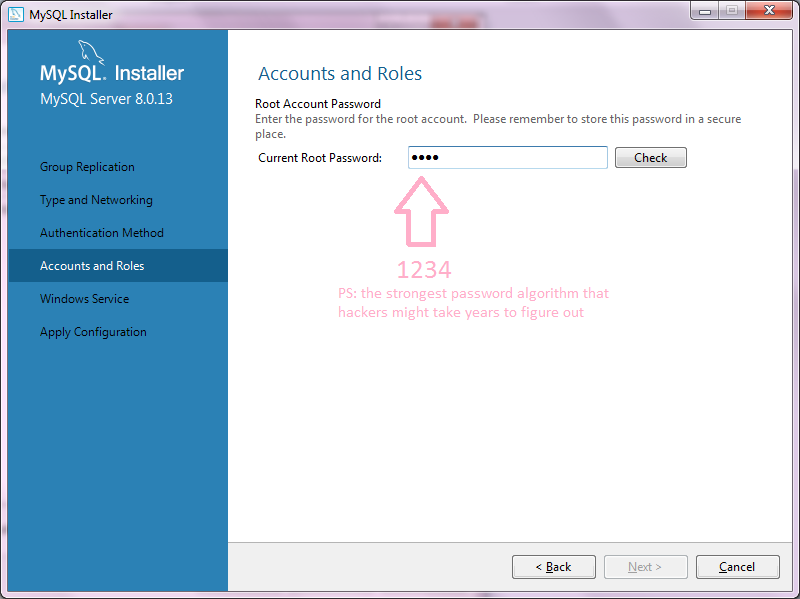 MySQL Installer
MySQL. Installer
MySQL Server 8.0.13
Group Replication
Type and Networking
Authentication Method
Accounts and Roles
Windows Service
Apply Configuration
Accounts and Roles
Root Account Password
Enter the password for the root account. Please remember to store this password in a secure
place.
Current Root Password: ●●●● Check
1234
PS: the strongest password algorithm that
hackers might take years to figure out
< Back Next > Cancel